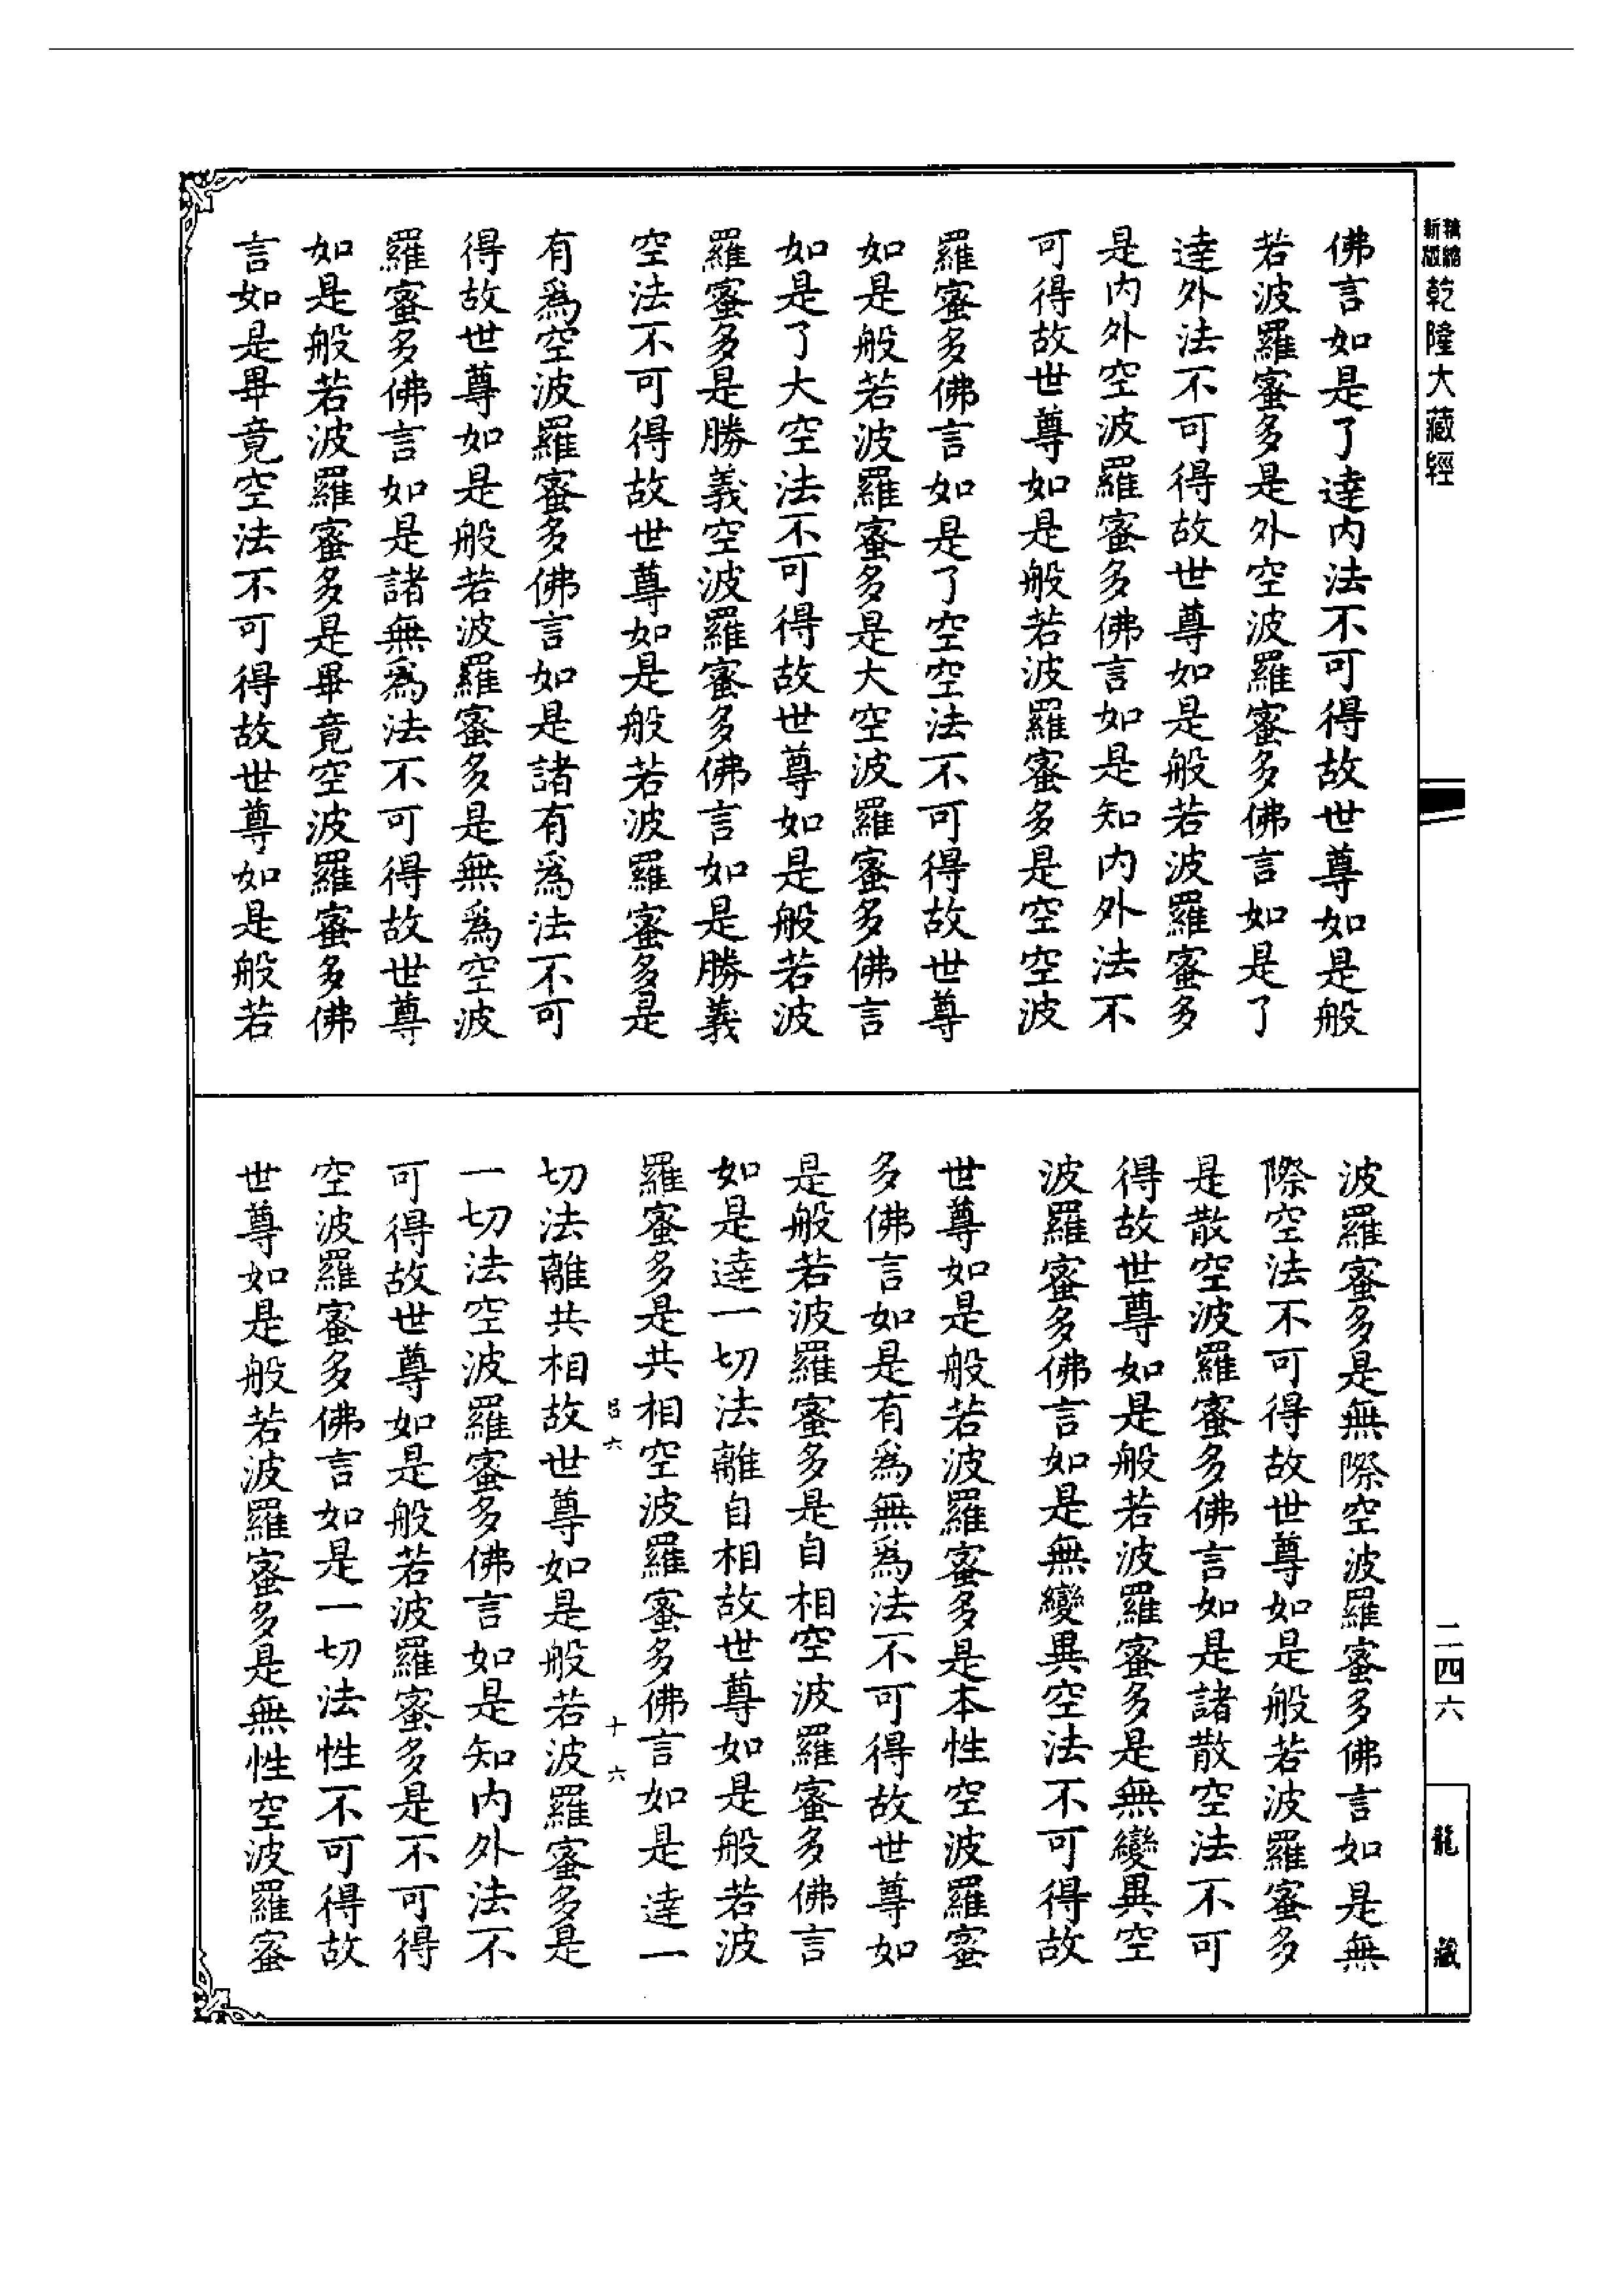 新縮
版編
乾隆大藏經
佛言如是了達內法不可得故世尊如是般
若波羅蜜多是外空波羅蜜多佛言如是了
達外法不可得故世尊如是般若波羅蜜多
是內外空波羅蜜多佛言如是知內外法不
可得故世尊如是般若波羅蜜多是空空波
羅蜜多佛言如是了空空法不可得故世尊
如是般若波羅蜜多是大空波羅蜜多佛言
如是了大空法不可得故世尊如是般若波
羅蜜多是勝義空波羅蜜多佛言如是勝義
空法不可得故世尊如是般若波羅蜜多是
有爲空波羅蜜多佛言如是諸有爲法不可
得故世尊如是般若波羅蜜多是無爲空波
羅蜜多佛言如是諸無爲法不可得故世尊
如是般若波羅蜜多是畢竟空波羅蜜多佛
言如是畢竟空法不可得故世尊如是般若
波羅蜜多是無際空波羅蜜多佛言如是無
際空法不可得故世尊如是般若波羅蜜多
是散空波羅蜜多佛言如是諸散空法不可
得故世尊如是般若波羅蜜多是無變異空
波羅蜜多佛言如是無變異空法不可得故
世尊如是般若波羅蜜多是本性空波羅蜜
多佛言如是有爲無爲法不可得故世尊如
是般若波羅蜜多是自相空波羅蜜多佛言
如是達一切法離自相故世尊如是般若波
羅蜜多是共相空波羅蜜多佛言如是達一
呂六 十六
切法離共相故世尊如是般若波羅蜜多是
一切法空波羅蜜多佛言如是知內外法不
可得故世尊如是般若波羅蜜多是不可得
空波羅蜜多佛言如是一切法性不可得故
世尊如是般若波羅蜜多是無性空波羅蜜
二四六
龍藏